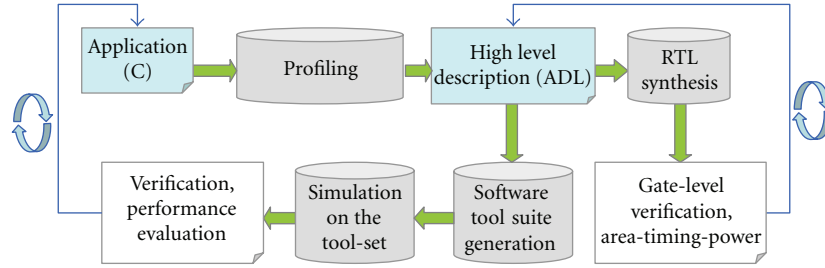 Application
(C)
Profiling
High level
description (ADL)
RTL
synthesis
Verification,
performance
evaluation
Simulation
on the
tool-set
Software
tool suite
generation
Gate-level
verification,
area-timing-power